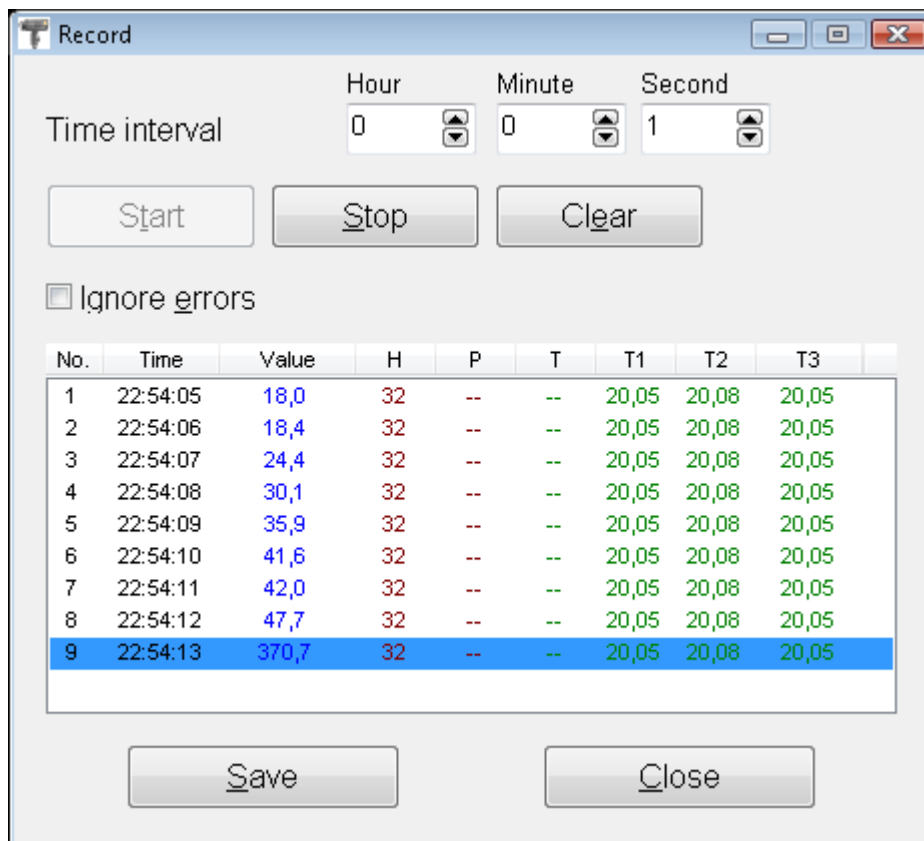 Record
Hour Minute Second
Time interval 0 0 1
Start Stop Clear
Ignore errors
No. Time Value H P T T1 T2 T3
1 22:54:05 18,0 32 -- -- 20,05 20,08 20,05
2 22:54:06 18,4 32 -- -- 20,05 20,08 20,05
3 22:54:07 24,4 32 -- -- 20,05 20,08 20,05
4 22:54:08 30,1 32 -- -- 20,05 20,08 20,05
5 22:54:09 35,9 32 -- -- 20,05 20,08 20,05
6 22:54:10 41,6 32 -- -- 20,05 20,08 20,05
7 22:54:11 42,0 32 -- -- 20,05 20,08 20,05
8 22:54:12 47,7 32 -- -- 20,05 20,08 20,05
9 22:54:13 370,7 32 -- -- 20,05 20,08 20,05
Save Close